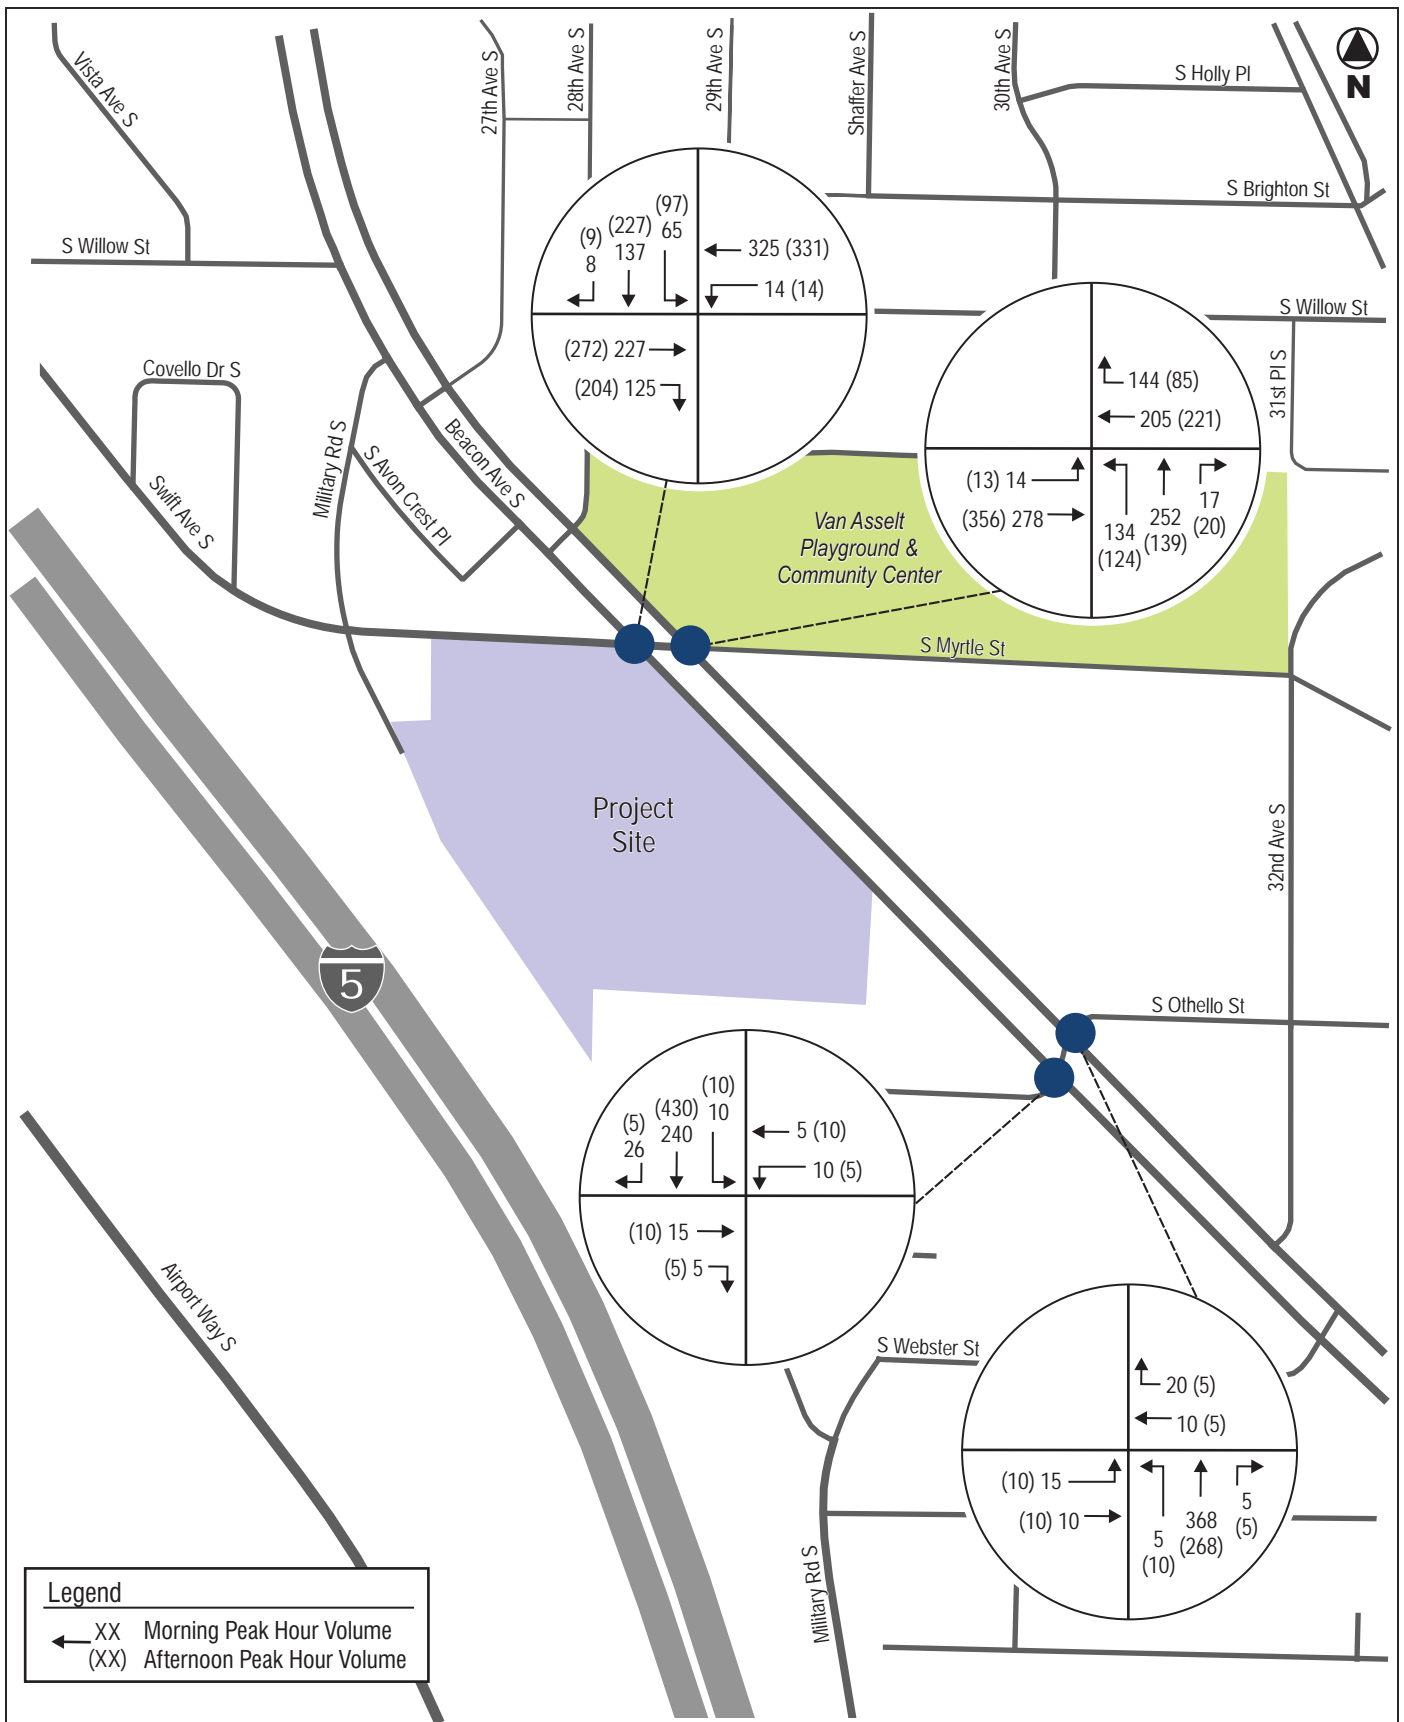 Vista Ave S
27th Ave S
28th Ave S
29th Ave S
Shaffer Ave S
30th Ave S
S Holly Pl
N
S Brighton St
S Willow St
(9)
8
(227)
137
(97)
65
325 (331)
14 (14)
(272) 227
(204) 125
S Willow St
31st Pl S
Covello Dr S
Military Rd S
S Avon Crest Pl
Beacon Ave S
Swift Ave S
144 (85)
205 (221)
(13) 14
(356) 278
134
(124)
252
(139)
17
(20)
Van Asselt
Playground &
Community Center
S Myrtle St
Project
Site
32nd Ave S
5
S Othello St
(5)
26
(430)
240
(10)
10
5 (10)
10 (5)
(10) 15
(5) 5
Airport Way S
S Webster St
20 (5)
10 (5)
(10) 15
(10) 10
5
(10)
368
(268)
5
(5)
Military Rd S
Legend
XX Morning Peak Hour Volume
(XX) Afternoon Peak Hour Volume